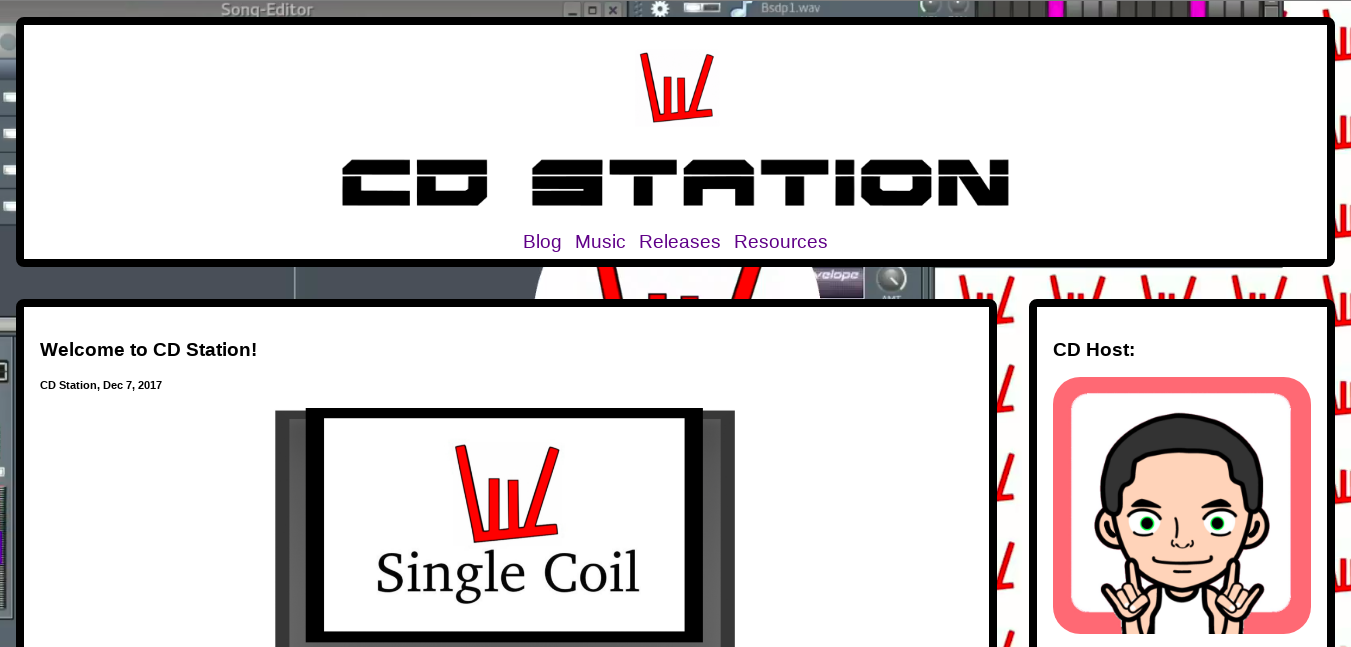 Song-Editor
Bsdp1.wav
CD STATION
Blog Music Releases Resources
velope
AMT
Welcome to CD Station!
CD Station, Dec 7, 2017
Single Coil
CD Host: